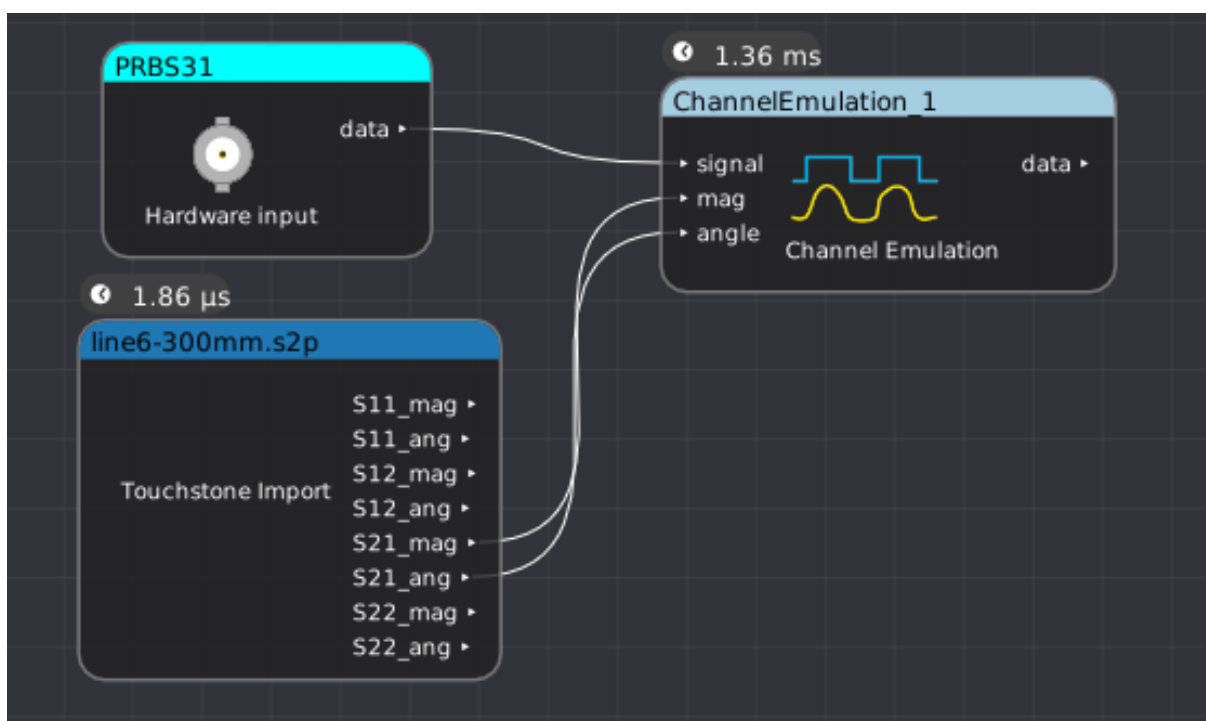 PRBS31
data
Hardware input
1.36 ms
ChannelEmulation_1
signal
mag
angle
data
Channel Emulation
1.86 µs
line6-300mm.s2p
Touchstone Import
S11_mag
S11_ang
S12_mag
S12_ang
S21_mag
S21_ang
S22_mag
S22_ang